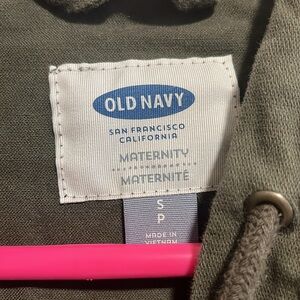 OLD NAVY
SAN FRANCISCO
CALIFORNIA
MATERNITY
MATERNITÉ
S
P
MADE IN
VIETNAM